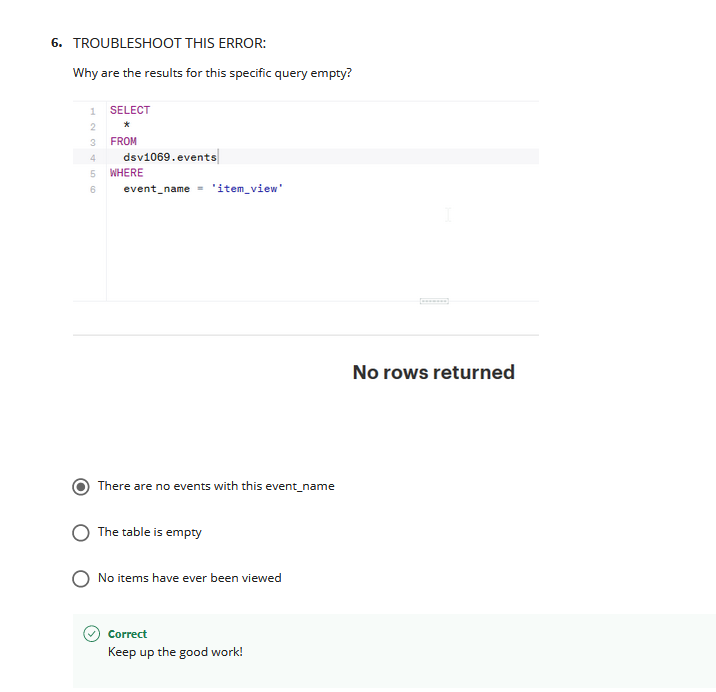 6. TROUBLESHOOT THIS ERROR:
Why are the results for this specific query empty?
1 SELECT
2 *
3 FROM
4 dsv1069.events
5 WHERE
6 event_name = 'item_view'
No rows returned
There are no events with this event_name
The table is empty
No items have ever been viewed
Correct
Keep up the good work!